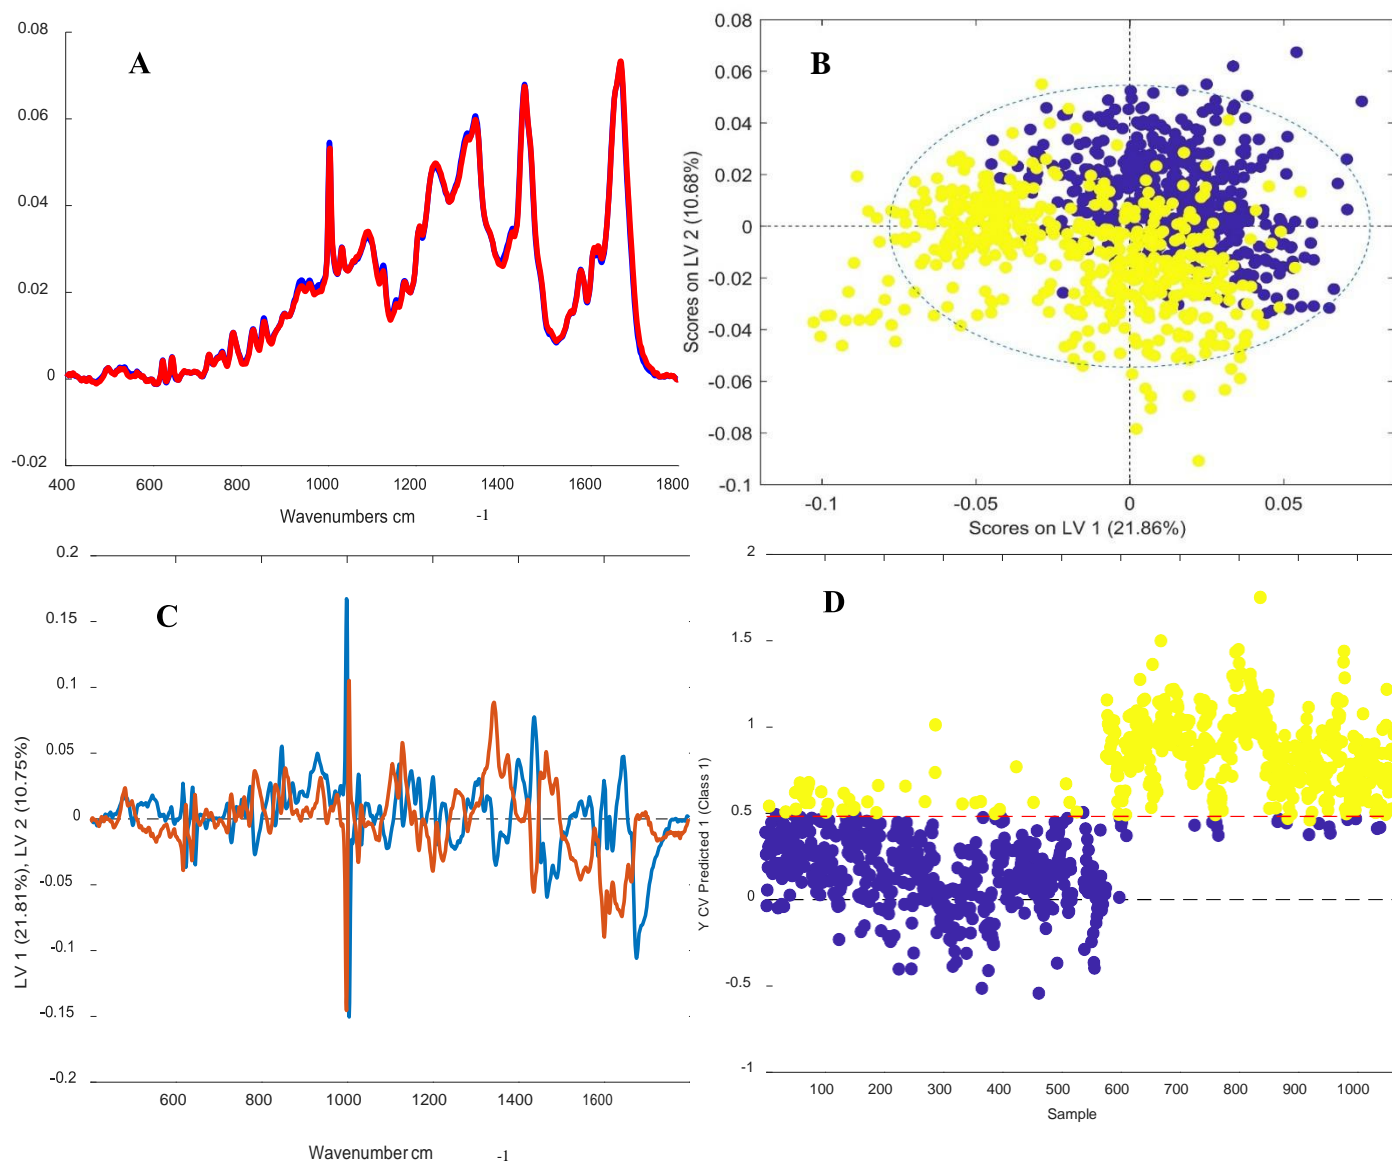 A
0.08
0.06
0.04
0.02
0
-0.02
400 600 800 1000 1200 1400 1600
Wavenumbers cm -1
B
0.08
0.06
0.04
0.02
0
-0.02
-0.04
-0.06
-0.08
-0.1
Scores on LV 2 (10.68%)
-0.1 -0.05 0 0.05
Scores on LV 1 (21.86%)
C
0.2
0.15
0.1
0.05
0
-0.05
-0.1
-0.15
-0.2
LV 1 (21.81%), LV 2 (10.75%)
600 800 1000 1200 1400 1600
Wavenumber cm -1
D
2
1.5
1
0.5
0
-0.5
-1
Y CV Predicted 1 (Class 1)
100 200 300 400 500 600 700 800 900 1000
Sample